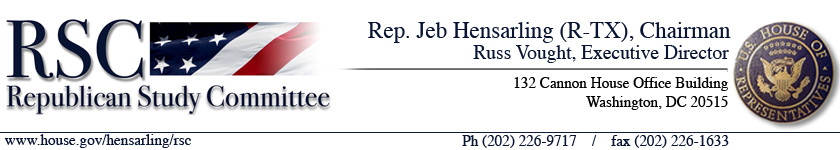 RSC
Republican Study Committee
Rep. Jeb Hensarling (R-TX), Chairman
Russ Vought, Executive Director
132 Cannon House Office Building
Washington, DC 20515
U.S. HOUSE OF REPRESENTATIVES
www.house.gov/hensarling/rsc
Ph (202) 226-9717 / fax (202) 226-1633